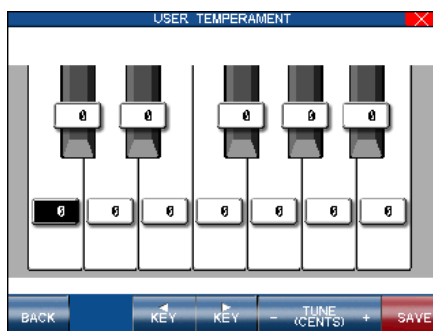 USER TEMPERAMENT
0 0 0 0 0
0 0 0 0 0 0 0
BACK KEY KEY - TUNE (CENTS) + SAVE